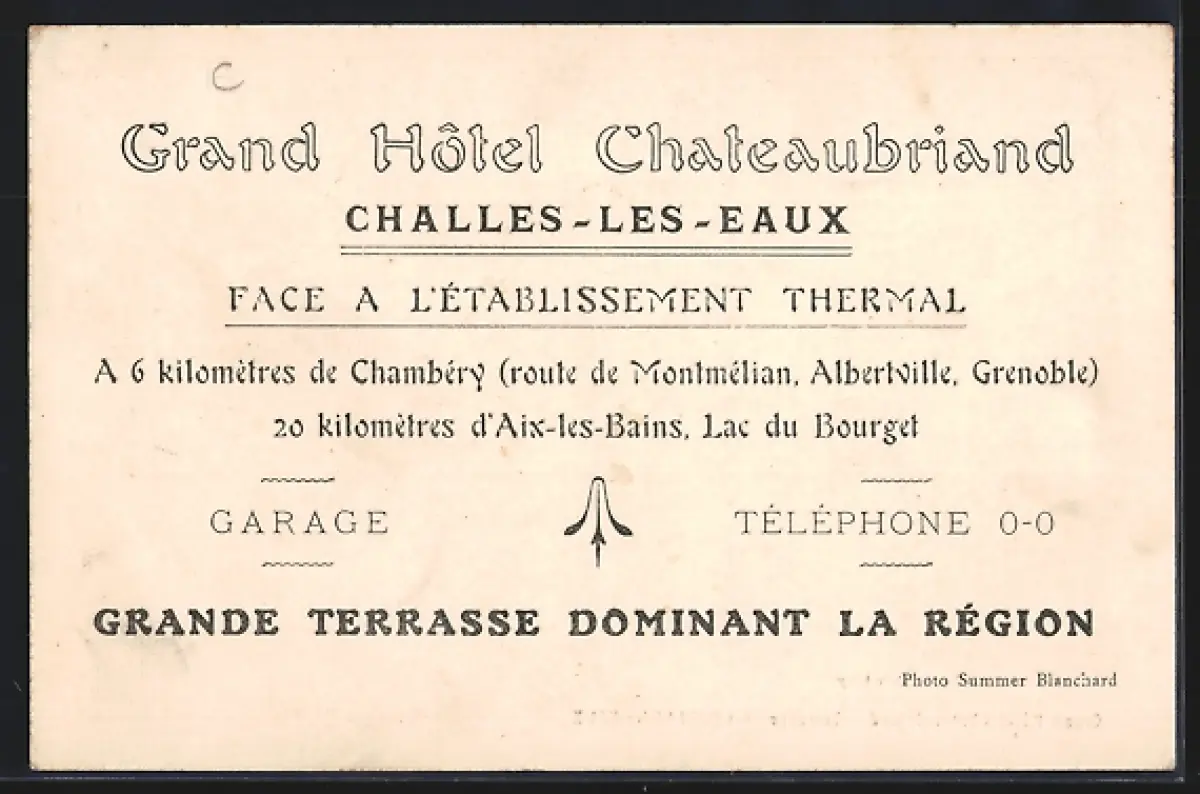 C
Grand Hôtel Chateaubriand
CHALLES-LES-EAUX
FACE A L'ÉTABLISSEMENT THERMAL
A 6 kilomètres de Chambéry (route de Montmélian, Albertville, Grenoble)
20 kilomètres d'Aix-les-Bains, Lac du Bourget
GARAGE TÉLÉPHONE 0-0
GRANDE TERRASSE DOMINANT LA RÉGION
Photo Summer Blanchard